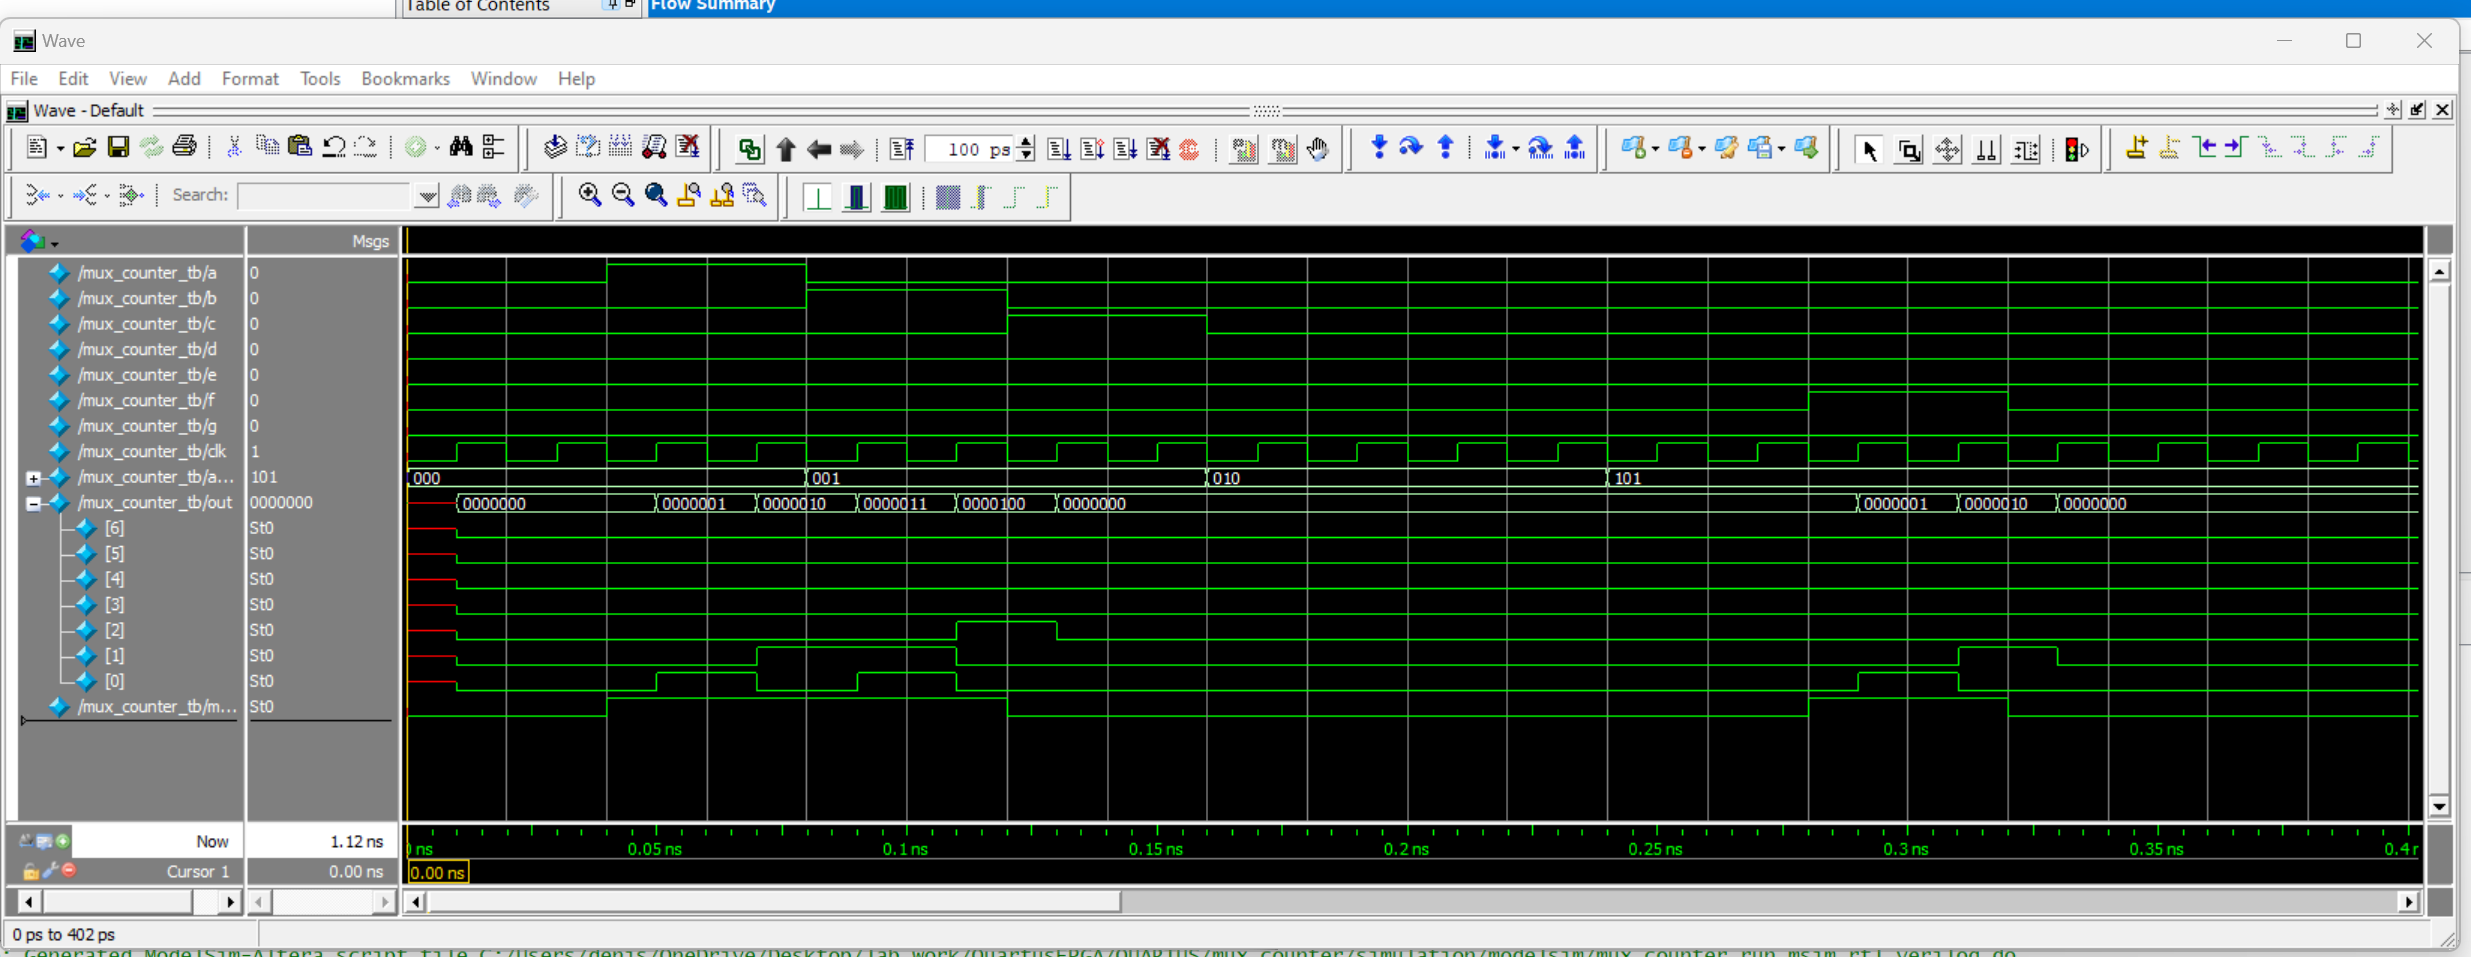 Table of Contents
Flow Summary
Wave
File Edit View Add Format Tools Bookmarks Window Help
Wave - Default
100 ps
Search:
Msgs
/mux_counter_tb/a 0
/mux_counter_tb/b 0
/mux_counter_tb/c 0
/mux_counter_tb/d 0
/mux_counter_tb/e 0
/mux_counter_tb/f 0
/mux_counter_tb/g 0
/mux_counter_tb/clk 1
/mux_counter_tb/a... 101 000 001 010 101
/mux_counter_tb/out 0000000 0000000 0000001 0000010 0000011 0000100 0000000 0000001 0000010 0000000
[6] St0
[5] St0
[4] St0
[3] St0
[2] St0
[1] St0
[0] St0
/mux_counter_tb/m... St0
Now 1.12 ns ns 0.05 ns 0.1 ns 0.15 ns 0.2 ns 0.25 ns 0.3 ns 0.35 ns 0.4
Cursor 1 0.00 ns 0.00 ns
0 ps to 402 ps
: Generated ModelSim-Altera script file C:/Users/denis/OneDrive/Desktop/lab work/QuartusFPGA/QUARTUS/mux_counter/simulation/modelsim/mux_counter_run_msim_rtl_verilog.do